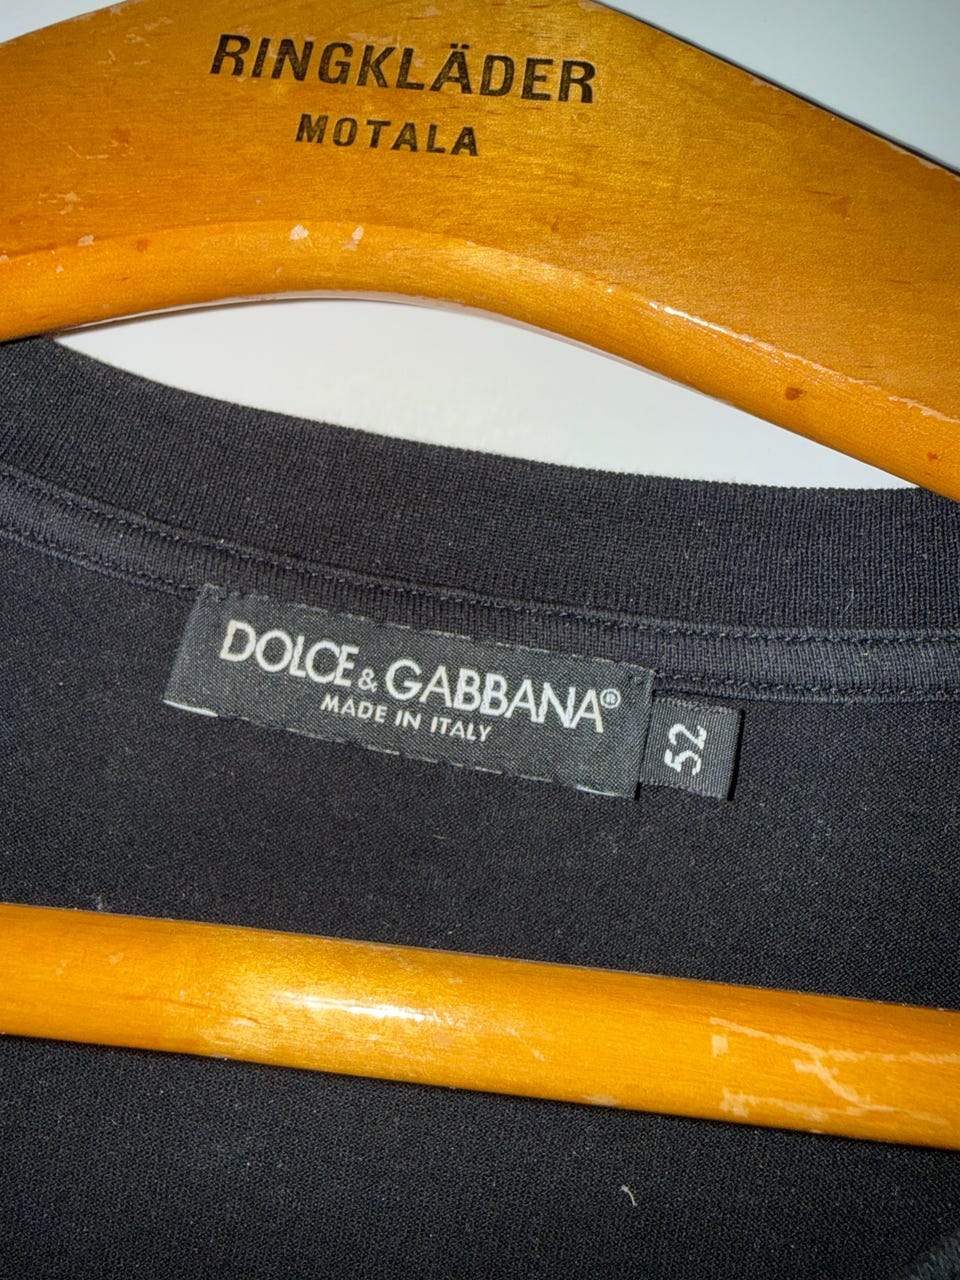 RINGKLÄDER
MOTALA
DOLCE & GABBANA®
MADE IN ITALY
52